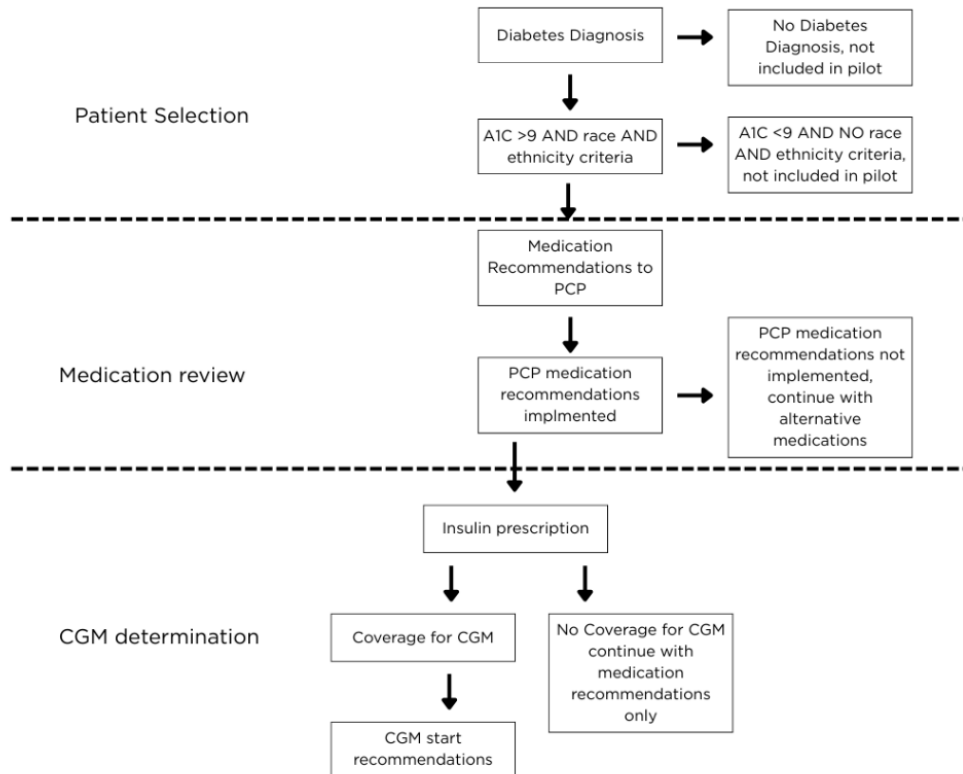 Diabetes Diagnosis
No Diabetes
Diagnosis, not
included in pilot
Patient Selection
A1C >9 AND race AND
ethnicity criteria
A1C <9 AND NO race
AND ethnicity criteria,
not included in pilot
Medication
Recommendations to
PCP
Medication review
PCP medication
recommendations
implmented
PCP medication
recommendations not
implemented,
continue with
alternative
medications
Insulin prescription
CGM determination
Coverage for CGM
No Coverage for CGM
continue with
medication
recommendations
only
CGM start
recommendations